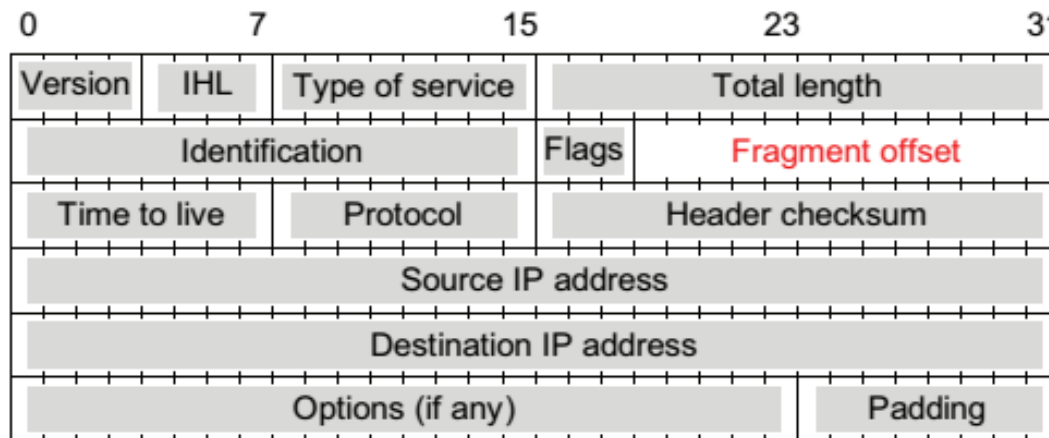 0 7 15 23 31
Version IHL Type of service Total length
Identification Flags Fragment offset
Time to live Protocol Header checksum
Source IP address
Destination IP address
Options (if any) Padding